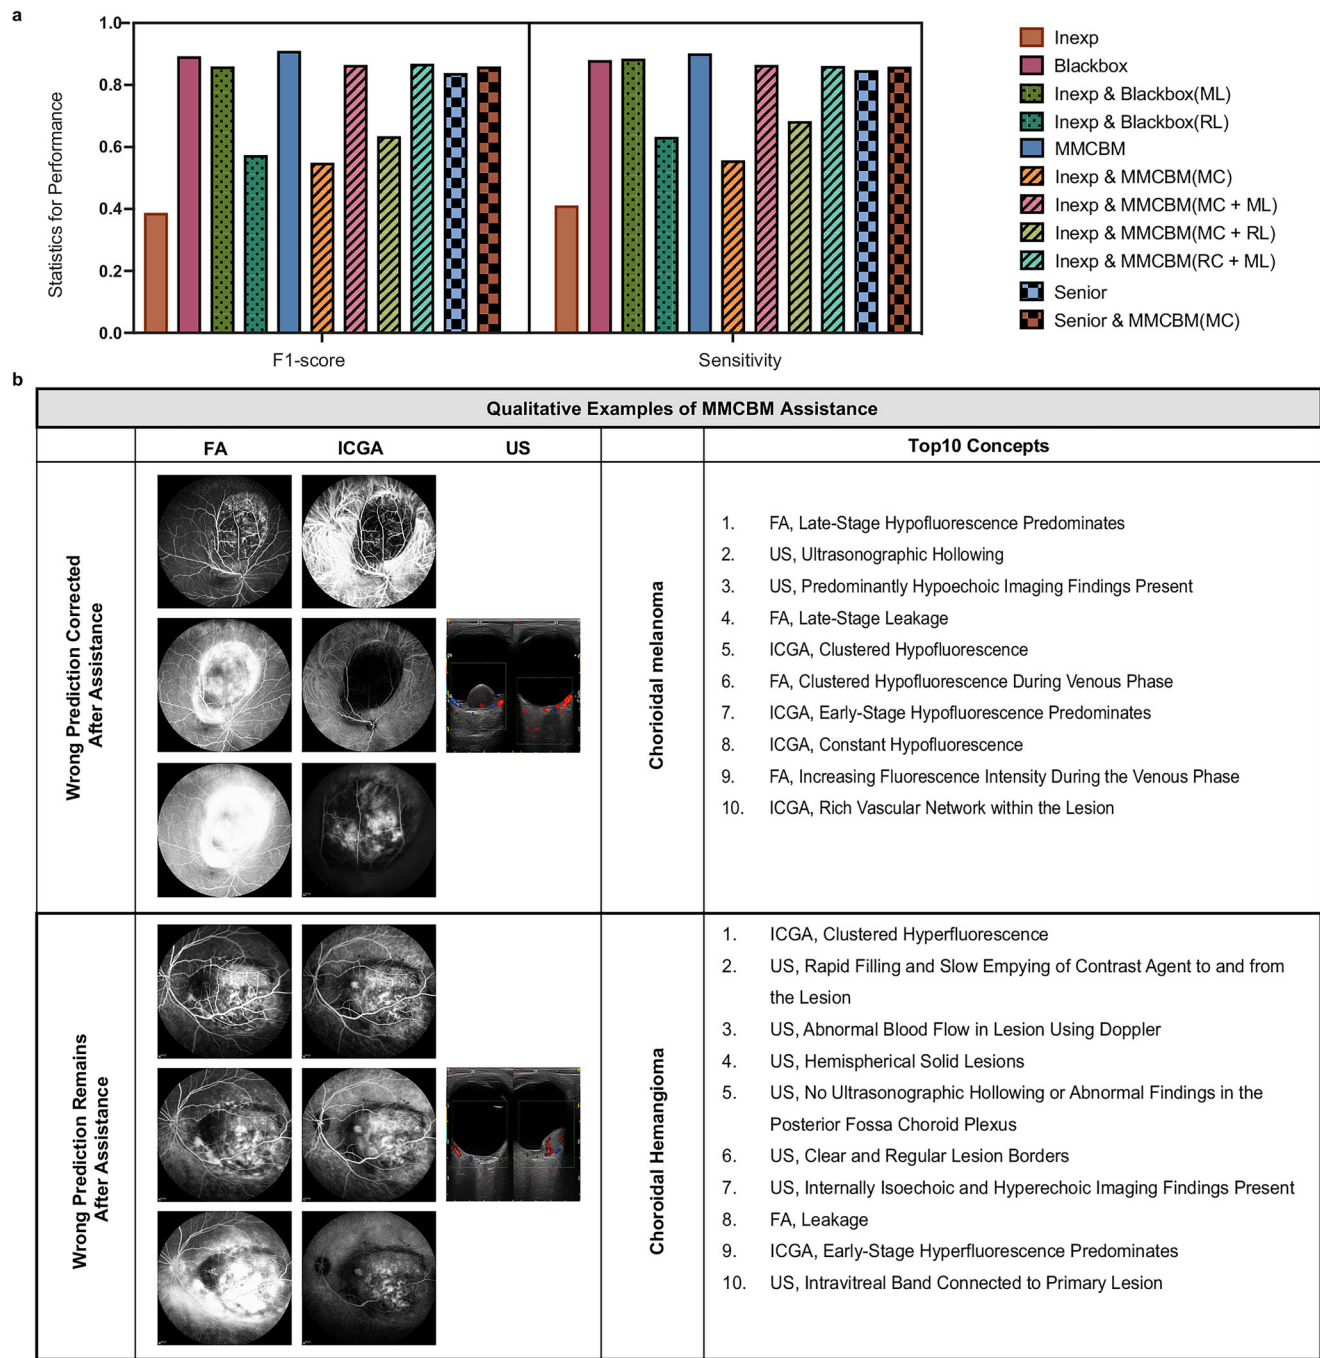 a
1.0
0.8
0.6
0.4
0.2
0.0
Statistics for Performance
F1-score
Sensitivity
Inexp
Blackbox
Inexp & Blackbox(ML)
Inexp & Blackbox(RL)
MMCBM
Inexp & MMCBM(MC)
Inexp & MMCBM(MC + ML)
Inexp & MMCBM(MC + RL)
Inexp & MMCBM(RC + ML)
Senior
Senior & MMCBM(MC)
b
Qualitative Examples of MMCBM Assistance
FA
ICGA
US
Top10 Concepts
Wrong Prediction Corrected
After Assistance
Chorioidal melanoma
1. FA, Late-Stage Hypofluorescence Predominates
2. US, Ultrasonographic Hollowing
3. US, Predominantly Hypoechoic Imaging Findings Present
4. FA, Late-Stage Leakage
5. ICGA, Clustered Hypofluorescence
6. FA, Clustered Hypofluorescence During Venous Phase
7. ICGA, Early-Stage Hypofluorescence Predominates
8. ICGA, Constant Hypofluorescence
9. FA, Increasing Fluorescence Intensity During the Venous Phase
10. ICGA, Rich Vascular Network within the Lesion
Wrong Prediction Remains
After Assistance
Choroidal Hemangioma
1. ICGA, Clustered Hyperfluorescence
2. US, Rapid Filling and Slow Empying of Contrast Agent to and from
the Lesion
3. US, Abnormal Blood Flow in Lesion Using Doppler
4. US, Hemispherical Solid Lesions
5. US, No Ultrasonographic Hollowing or Abnormal Findings in the
Posterior Fossa Choroid Plexus
6. US, Clear and Regular Lesion Borders
7. US, Internally Isoechoic and Hyperechoic Imaging Findings Present
8. FA, Leakage
9. ICGA, Early-Stage Hyperfluorescence Predominates
10. US, Intravitreal Band Connected to Primary Lesion